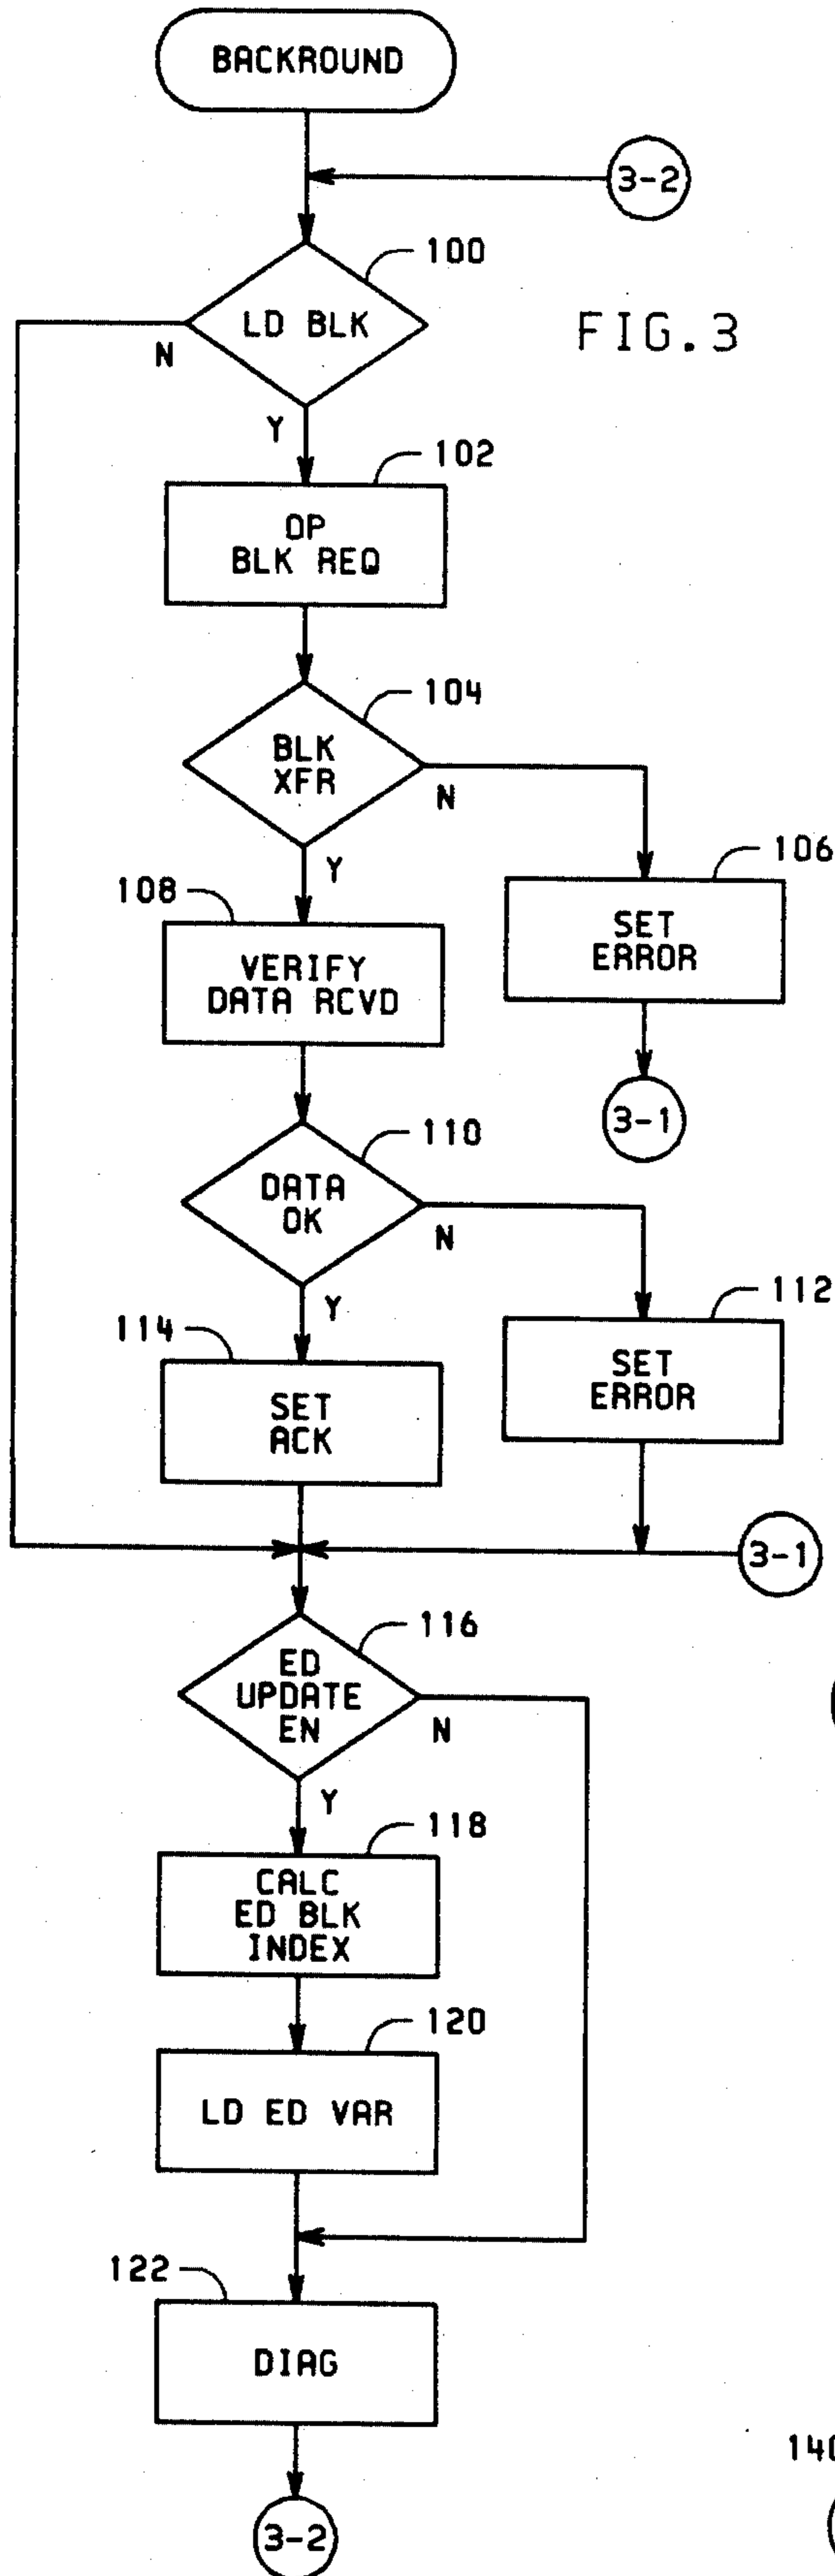 BACKROUND
3-2
100
LD BLK
FIG.3
N
Y
102
OP
BLK REQ
104
BLK
XFR
N
Y
106
SET
ERROR
108
VERIFY
DATA RCVD
3-1
110
DATA
OK
N
Y
112
SET
ERROR
114
SET
ACK
3-1
116
ED
UPDATE
EN
N
Y
118
CALC
ED BLK
INDEX
120
LD ED VAR
122
DIAG
140
3-2